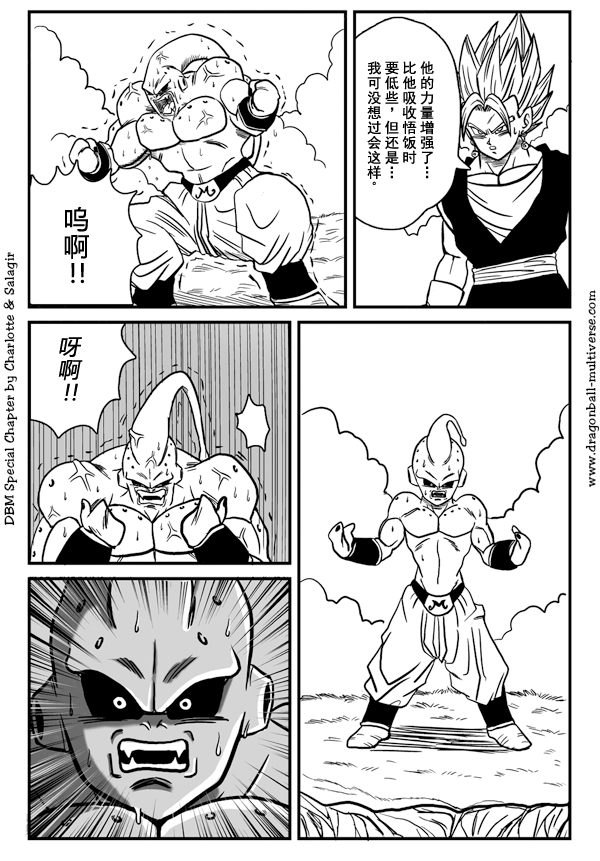 他的力量增强了…
比他吸收悟饭时
要低些，但还是…
我可没想过会这样。
呜啊!!
呀啊!!
M
M
DBM Special Chapter by Charlotte & Salagir
www.dragonball-multiverse.com